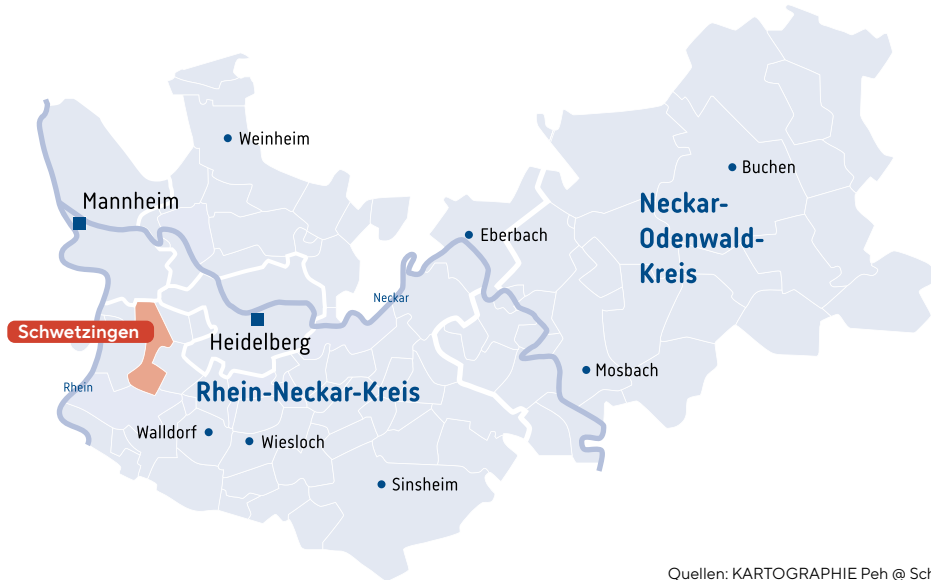 Weinheim
Buchen
Mannheim
Neckar-
Odenwald-
Kreis
Eberbach
Neckar
Schwetzingen
Heidelberg
Mosbach
Rhein
Rhein-Neckar-Kreis
Walldorf
Wiesloch
Sinsheim
Quellen: KARTOGRAPHIE Peh @ Sch